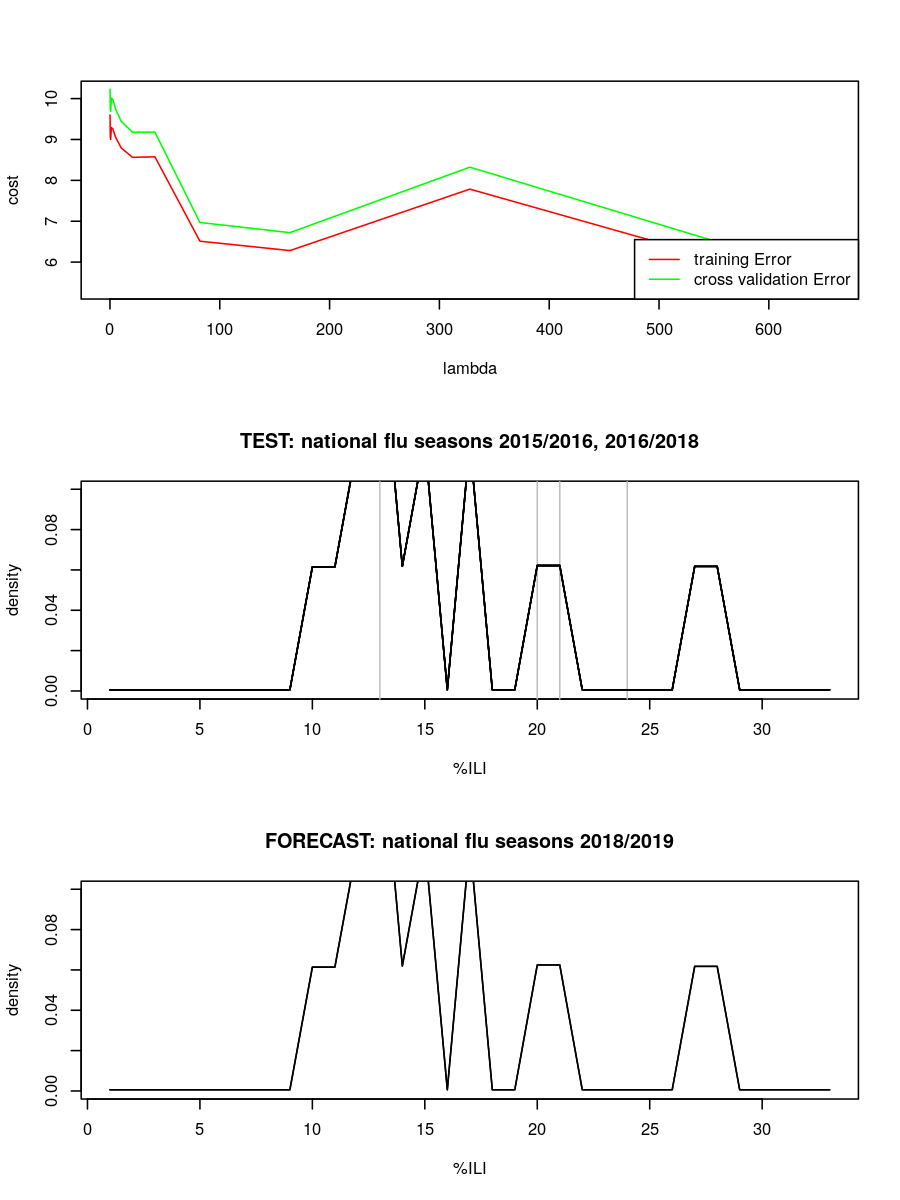 10
9
8
7
6
cost
training Error
cross validation Error
0 100 200 300 400 500 600
lambda
TEST: national flu seasons 2015/2016, 2016/2018
0.08
0.04
0.00
density
0 5 10 15 20 25 30
%ILI
FORECAST: national flu seasons 2018/2019
0.08
0.04
0.00
density
0 5 10 15 20 25 30
%ILI